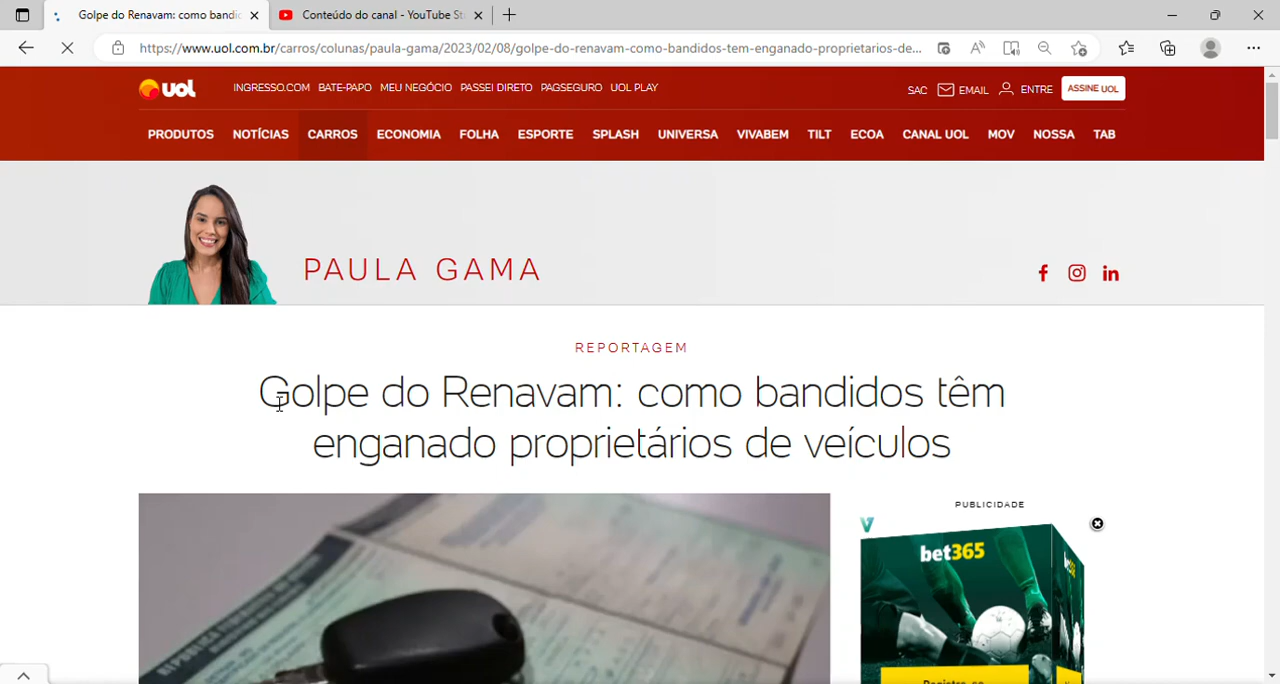 Golpe do Renavam: como bandic
Conteúdo do canal - YouTube St
https://www.uol.com.br/carros/colunas/paula-gama/2023/02/08/golpe-do-renavam-como-bandidos-tem-enganado-proprietarios-de...
UOL
INGRESSO.COM BATE-PAPO MEU NEGÓCIO PASSEI DIRETO PAGSEGURO UOL PLAY
SAC EMAIL ENTRE ASSINE UOL
PRODUTOS NOTÍCIAS CARROS ECONOMIA FOLHA ESPORTE SPLASH UNIVERSA VIVABEM TILT ECOA CANAL UOL MOV NOSSA TAB
PAULA GAMA
REPORTAGEM
Golpe do Renavam: como bandidos têm
enganado proprietários de veículos
PUBLICIDADE
bet365